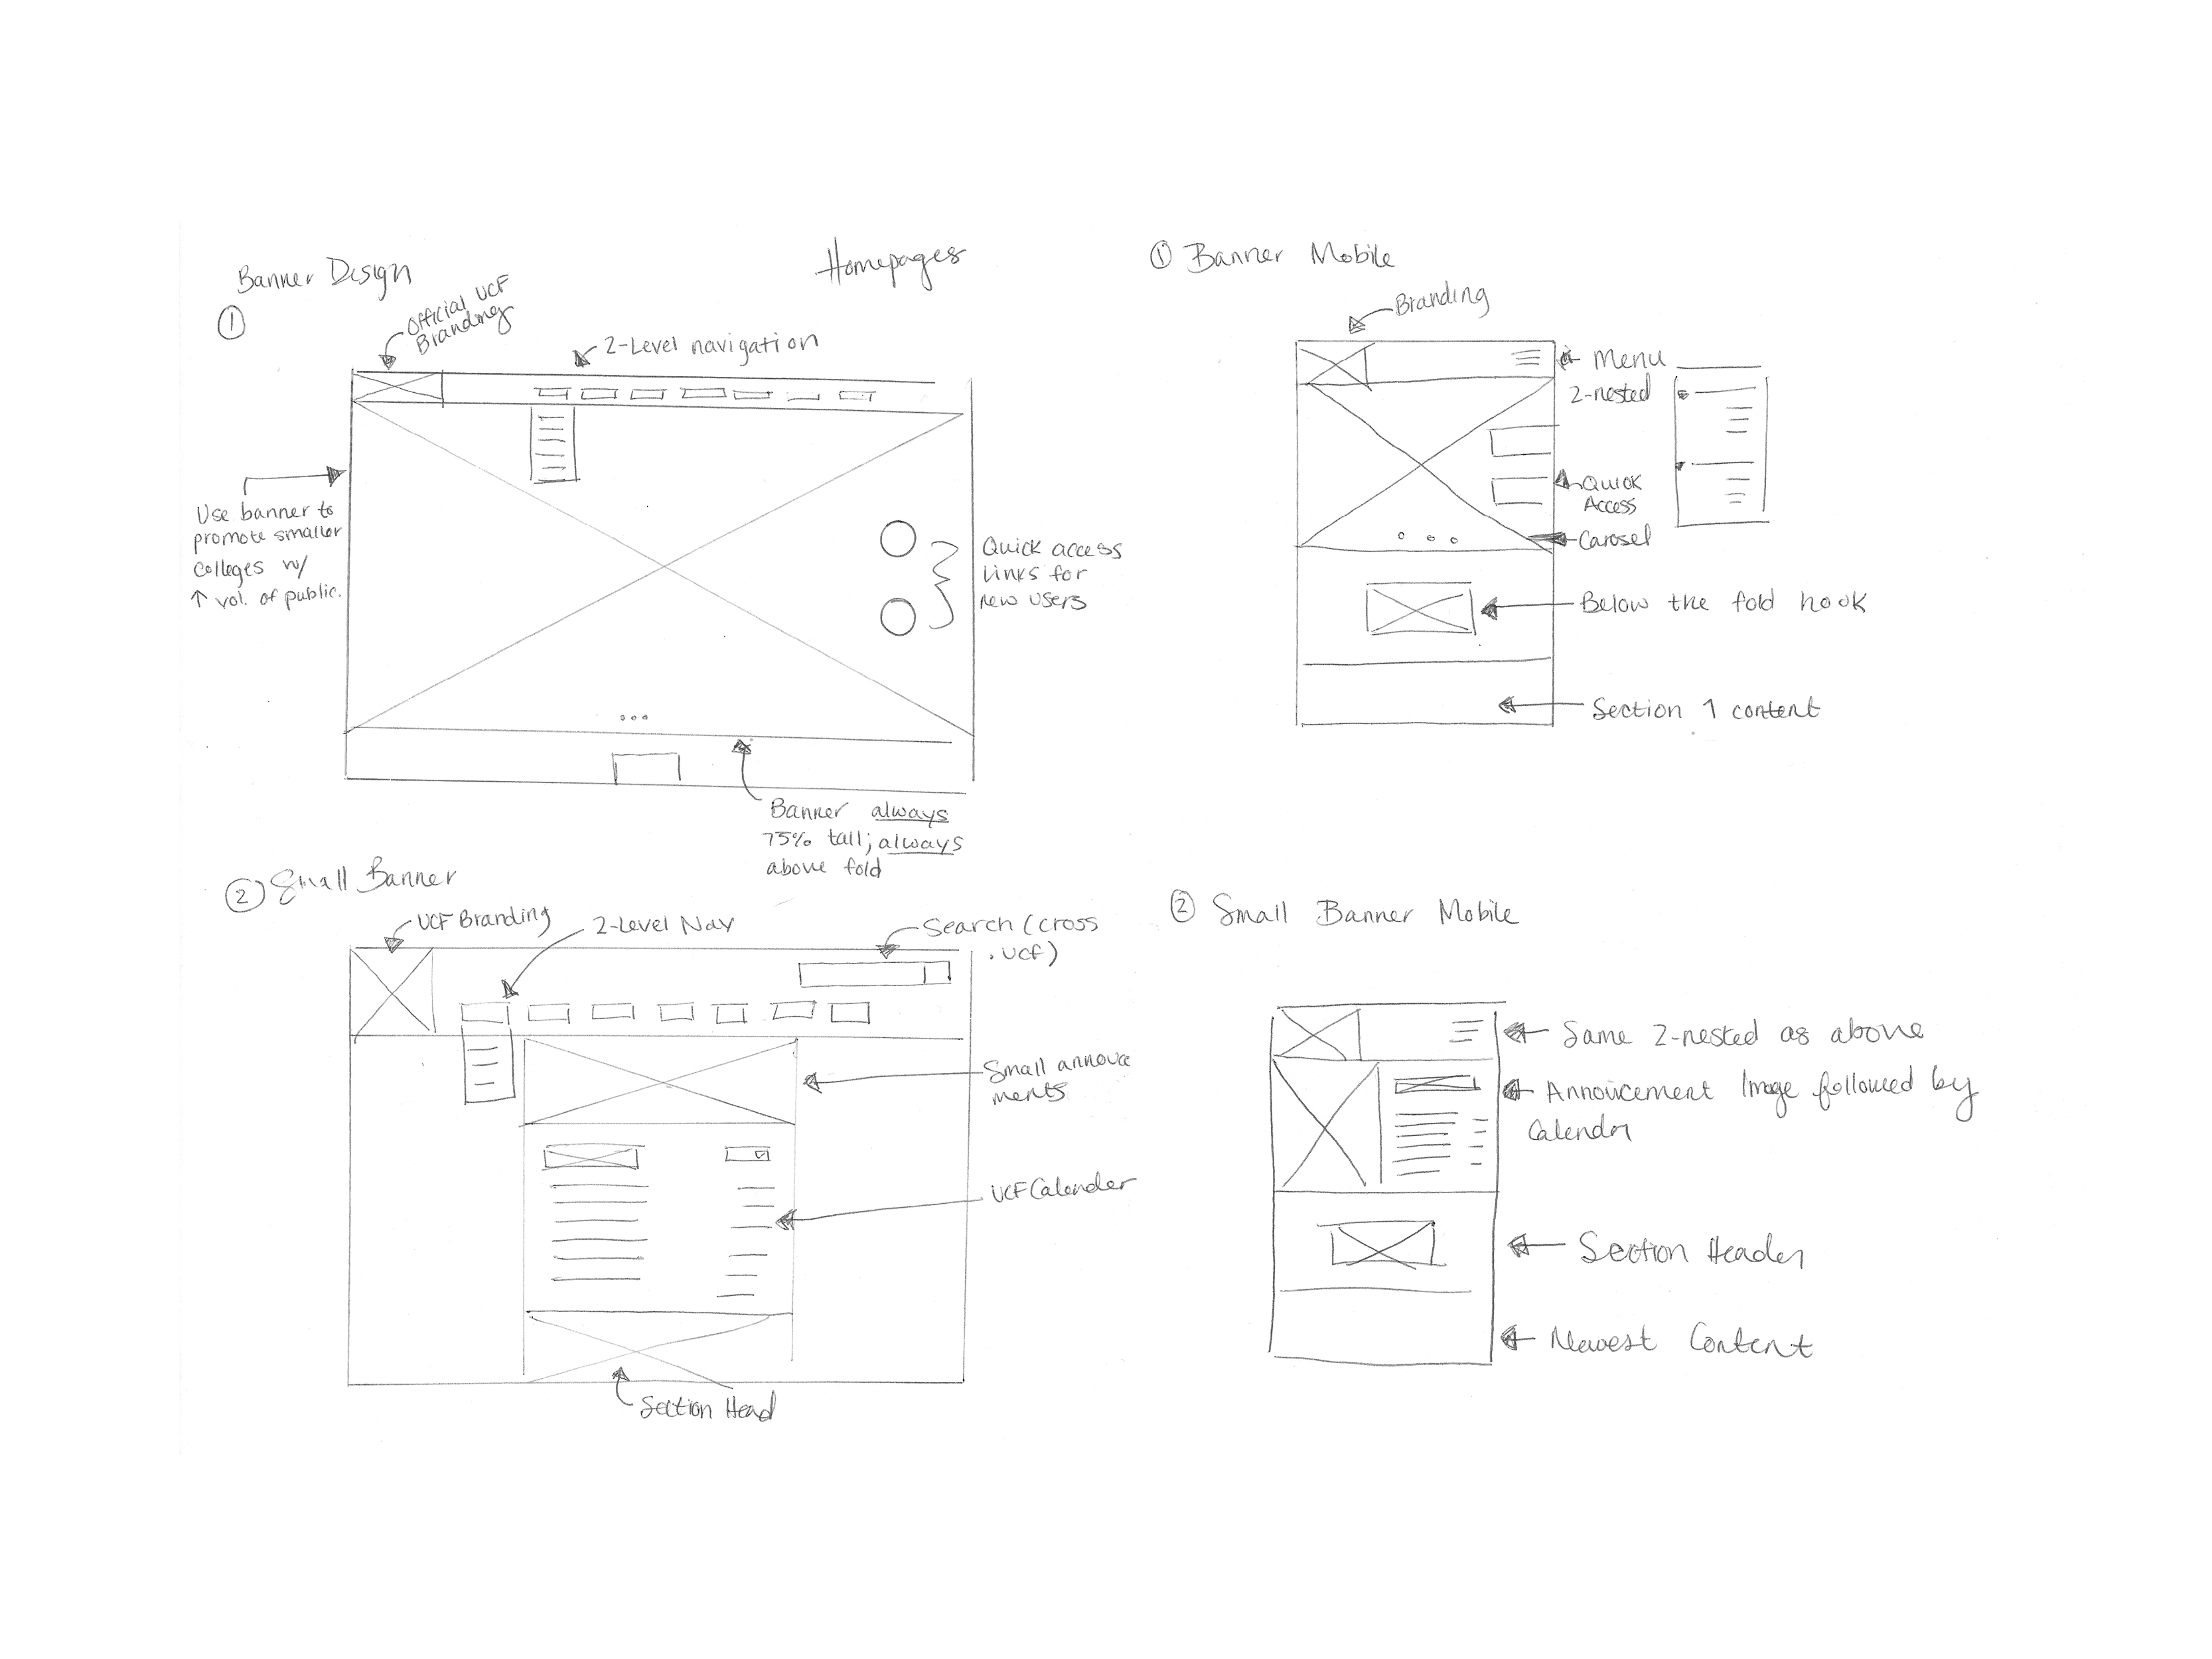 Homepages
Banner Design
①
Official UCF
Branding
2-Level navigation
Use banner to
promote smaller
colleges w/
↑ vol. of public.
Quick access
links for
new users
Banner always
75% tall; always
above fold
② Small Banner
UCF Branding
2-Level Nav
Search (cross
.ucf)
Small annouce
ments
UCF Calender
Section Head
① Banner Mobile
Branding
Menu
2-nested
Quick
Access
Carosel
Below the fold hook
Section 1 content
② Small Banner Mobile
Same 2-nested as above
Annoucement Image followed by
Calendr
Section Header
Newest Content